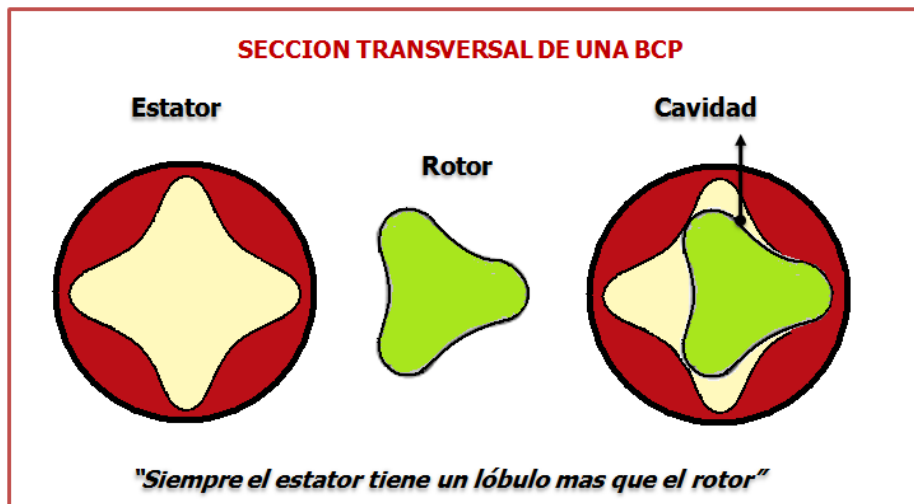 SECCION TRANSVERSAL DE UNA BCP
Estator
Rotor
Cavidad
"Siempre el estator tiene un lóbulo mas que el rotor"